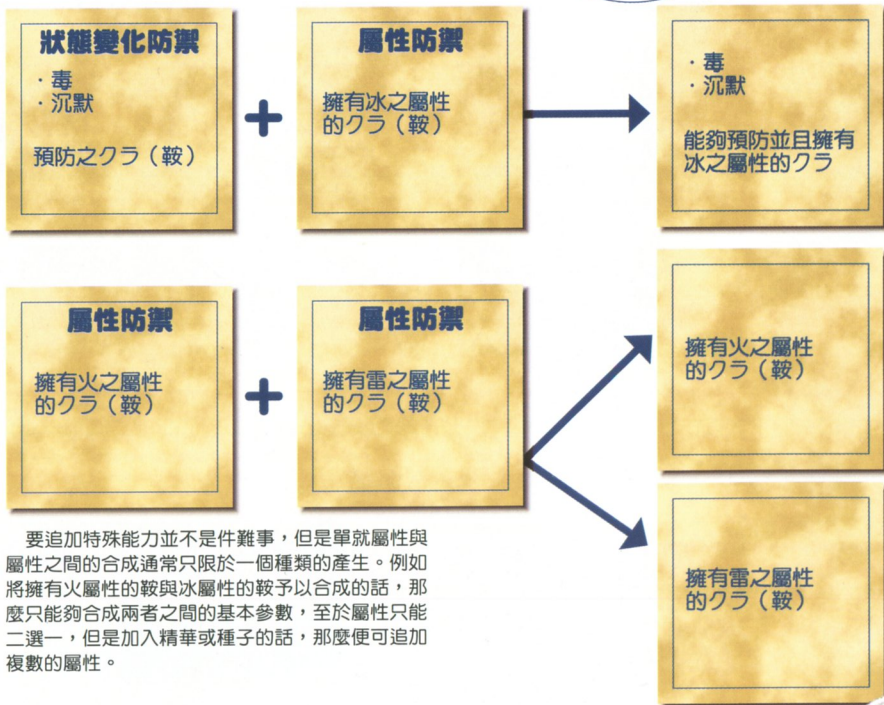 狀態變化防禦
・毒
・沉默
預防之クラ（鞍）
屬性防禦
擁有冰之屬性
的クラ（鞍）
・毒
・沉默
能夠預防並且擁有
冰之屬性的クラ
屬性防禦
擁有火之屬性
的クラ（鞍）
屬性防禦
擁有雷之屬性
的クラ（鞍）
擁有火之屬性
的クラ（鞍）
擁有雷之屬性
的クラ（鞍）
要追加特殊能力並不是件難事，但是單就屬性與
屬性之間的合成通常只限於一個種類的產生。例如
將擁有火屬性的鞍與冰屬性的鞍予以合成的話，那
麼只能夠合成兩者之間的基本參數，至於屬性只能
二選一，但是加入精華或種子的話，那麼便可追加
複數的屬性。